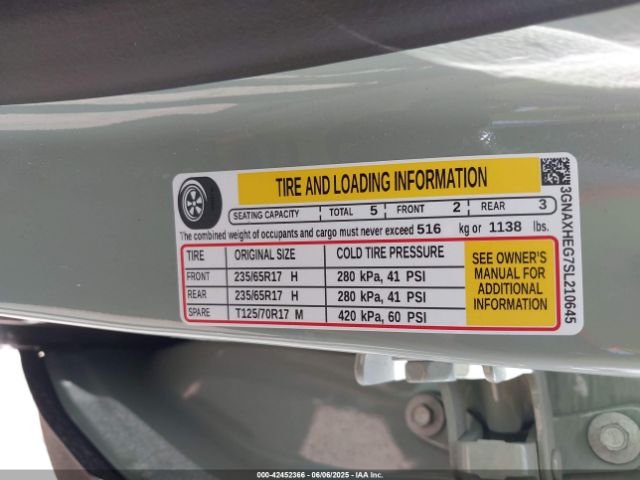 TIRE AND LOADING INFORMATION
SEATING CAPACITY TOTAL 5 FRONT 2 REAR 3
The combined weight of occupants and cargo must never exceed 516 kg or 1138 lbs.
TIRE ORIGINAL SIZE COLD TIRE PRESSURE
FRONT 235/65R17 H 280 kPa, 41 PSI
REAR 235/65R17 H 280 kPa, 41 PSI
SPARE T125/70R17 M 420 kPa, 60 PSI
SEE OWNER'S
MANUAL FOR
ADDITIONAL
INFORMATION
3GNAXHEG7SL210645
000-42452366 - 06/06/2025 - IAAI.com